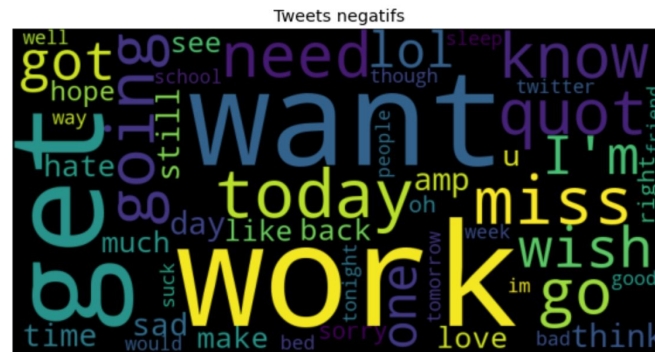 Tweets negatifs
well
got
hope
way
hate
get
much
time
going
school
see
still
day
suck
sad
would
need
lol
though
sleep
know
twitter
quot
want
people
u
I'm
right
friend
today
amp
oh
miss
like
back
work
tonight
tomorrow
week
im
wish
go
good
one
sorry
make
bed
love
bad
think